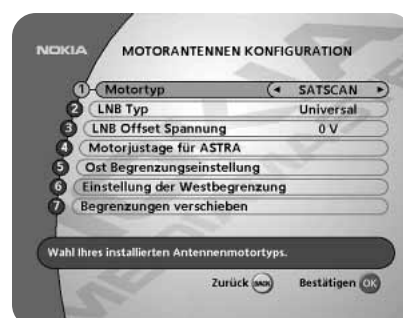 NOKIA
MOTORANTENNEN KONFIGURATION
1 Motortyp SATSCAN
2 LNB Typ Universal
3 LNB Offset Spannung 0 V
4 Motorjustage für ASTRA
5 Ost Begrenzungseinstellung
6 Einstellung der Westbegrenzung
7 Begrenzungen verschieben
Wahl Ihres installierten Antennenmotortyps.
Zurück BACK Bestätigen OK